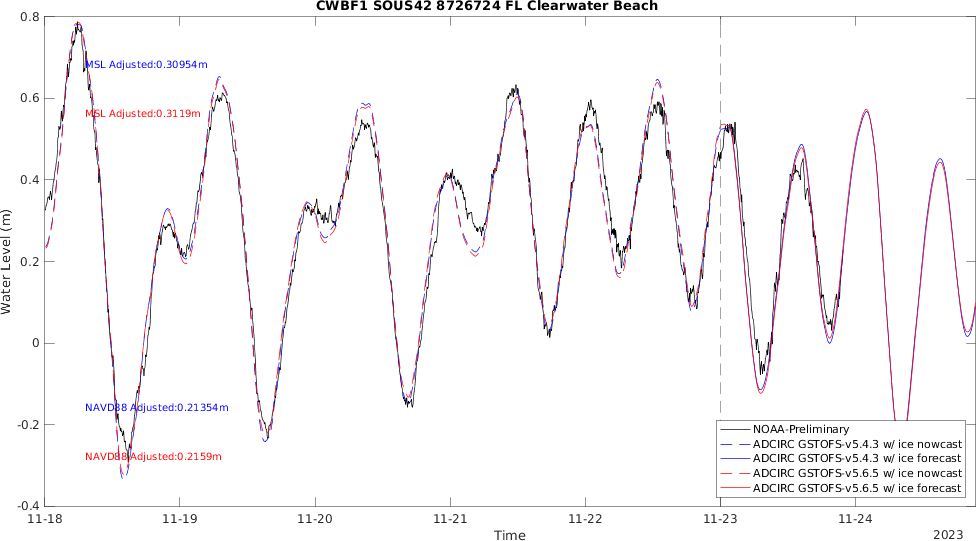 CWBF1 SOUS42 8726724 FL Clearwater Beach
0.8
MSL Adjusted:0.30954
0.6
MSL Adjusted:0.3119m
0.4
Water Level (m)
0.2
0
NAVD88 Adjusted:0.21354
-0.2
NOAA-Preliminary
ADCIRC GSTOFS-v5.4.3 w/ ice nowcast
NAVD88 Adjusted:0.2159m
ADCIRC GSTOFS-v5.4.3 w/ ice forecast
ADCIRC GSTOFS-v5.6.5 w/ ice nowcast
ADCIRC GSTOFS-v5.6.5 w/ ice forecast
-0.4
11-18 11-19 11-20 11-21 11-22 11-23 11-24
Time
2023